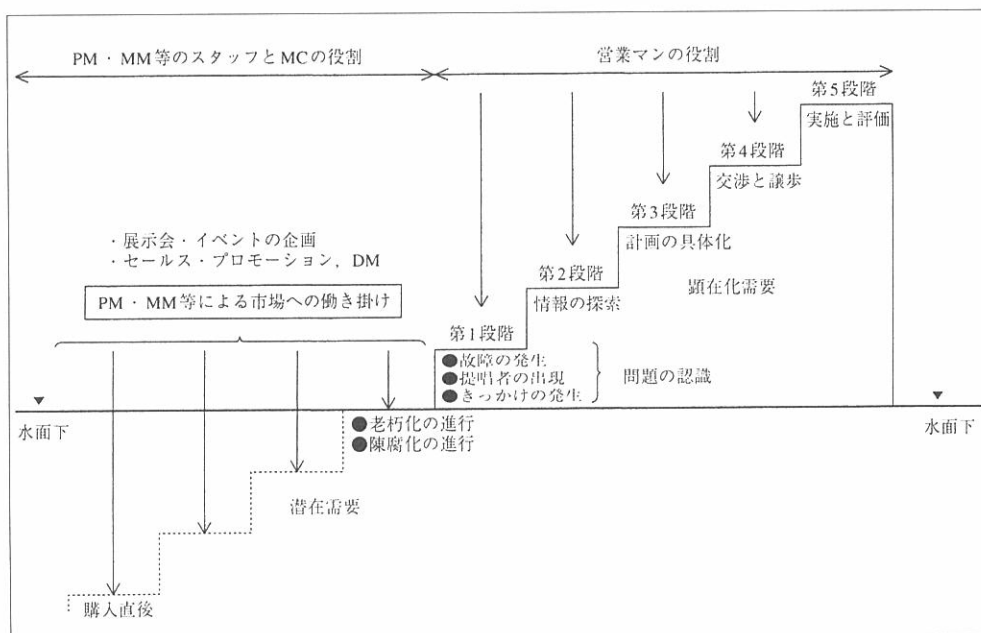 PM・MM等のスタッフとMCの役割
営業マンの役割
第5段階
実施と評価
第4段階
交渉と譲歩
第3段階
計画の具体化
・展示会・イベントの企画
・セールス・プロモーション，DM
第2段階
情報の探索
顕在化需要
PM・MM等による市場への働き掛け
第1段階
●故障の発生
●提唱者の出現
●きっかけの発生
問題の認識
水面下
●老朽化の進行
●陳腐化の進行
水面下
潜在需要
購入直後